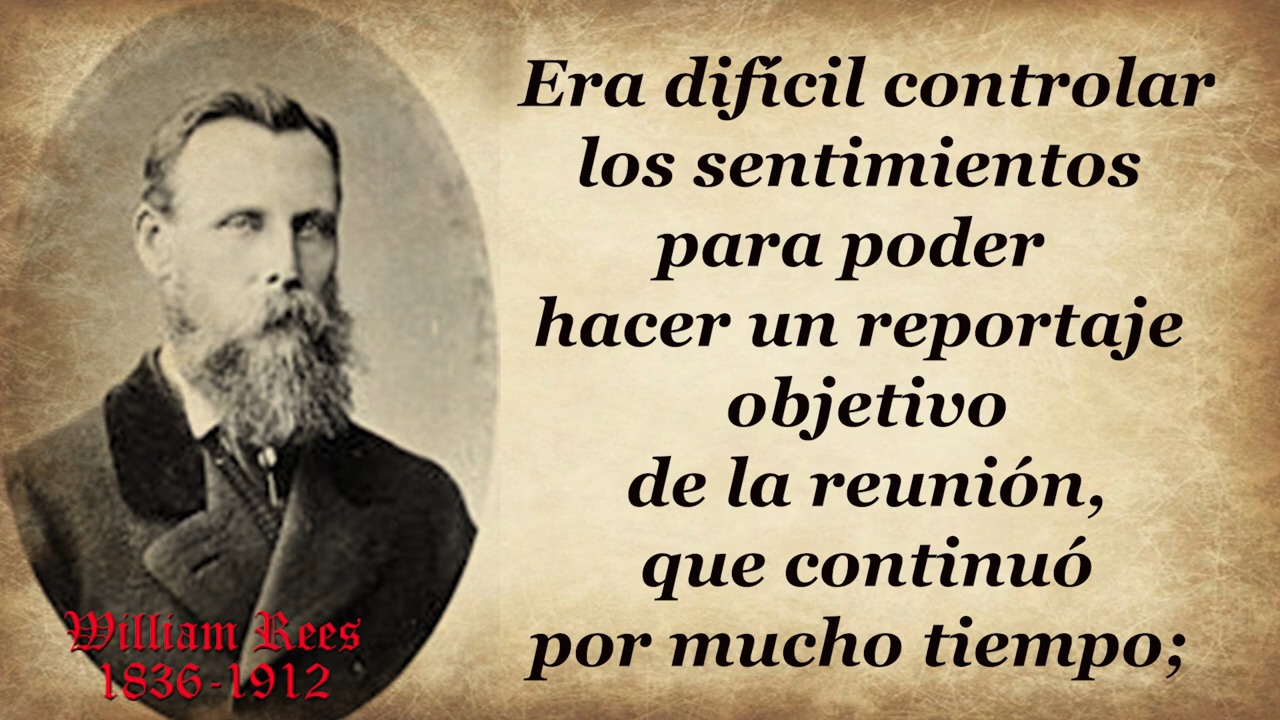 Era difícil controlar
los sentimientos
para poder
hacer un reportaje
objetivo
de la reunión,
que continuó
por mucho tiempo;
William Rees
1836-1912